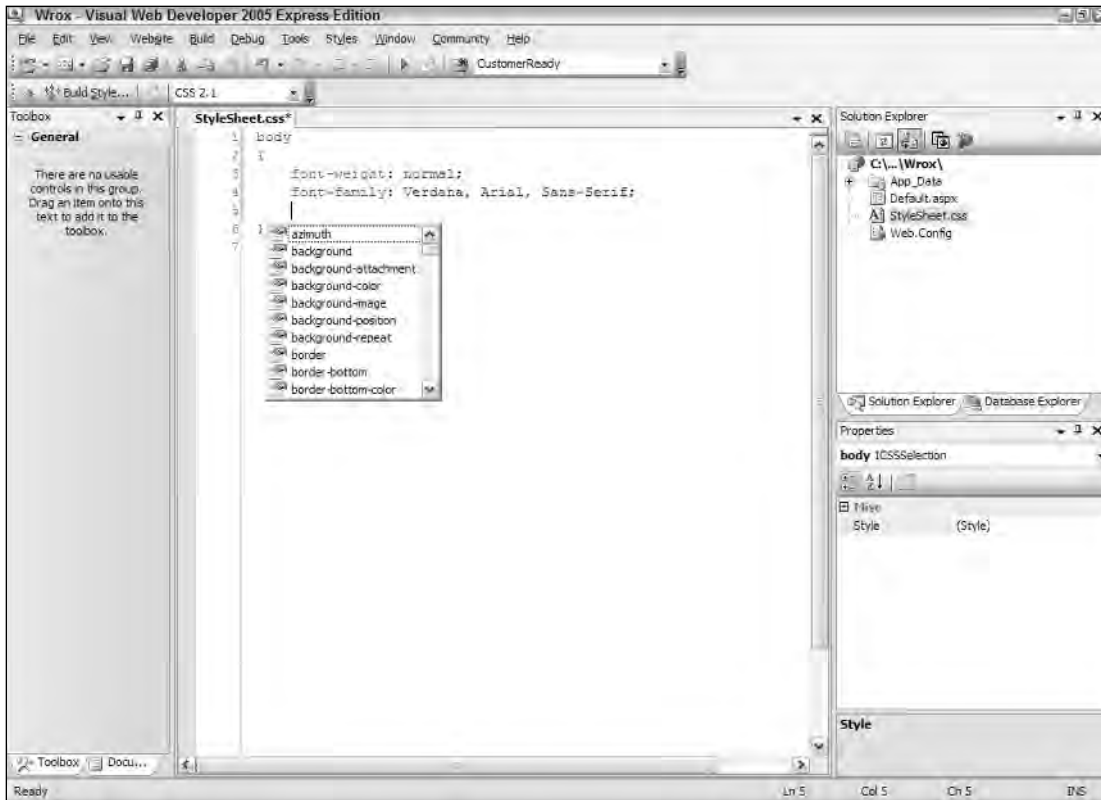 Wrox - Visual Web Developer 2005 Express Edition
File Edit View Website Build Debug Tools Styles Window Community Help
CustomerReady
Build Style... CSS 2.1
Toolbox
General
There are no usable
controls in this group.
Drag an item onto this
text to add it to the
toolbox.
Toolbox Docu...
StyleSheet.css*
1 body
2 {
3 font-weight: normal;
4 font-family: Verdana, Arial, Sans-Serif;
5
6 }
7
azimuth
background
background-attachment
background-color
background-image
background-position
background-repeat
border
border-bottom
border-bottom-color
Solution Explorer
C:\...\Wrox\
App_Data
Default.aspx
StyleSheet.css
Web.Config
Solution Explorer Database Explorer
Properties
body ICSSSelection
Misc
Style (Style)
Style
Ready Ln 5 Col 5 Ch 5 INS